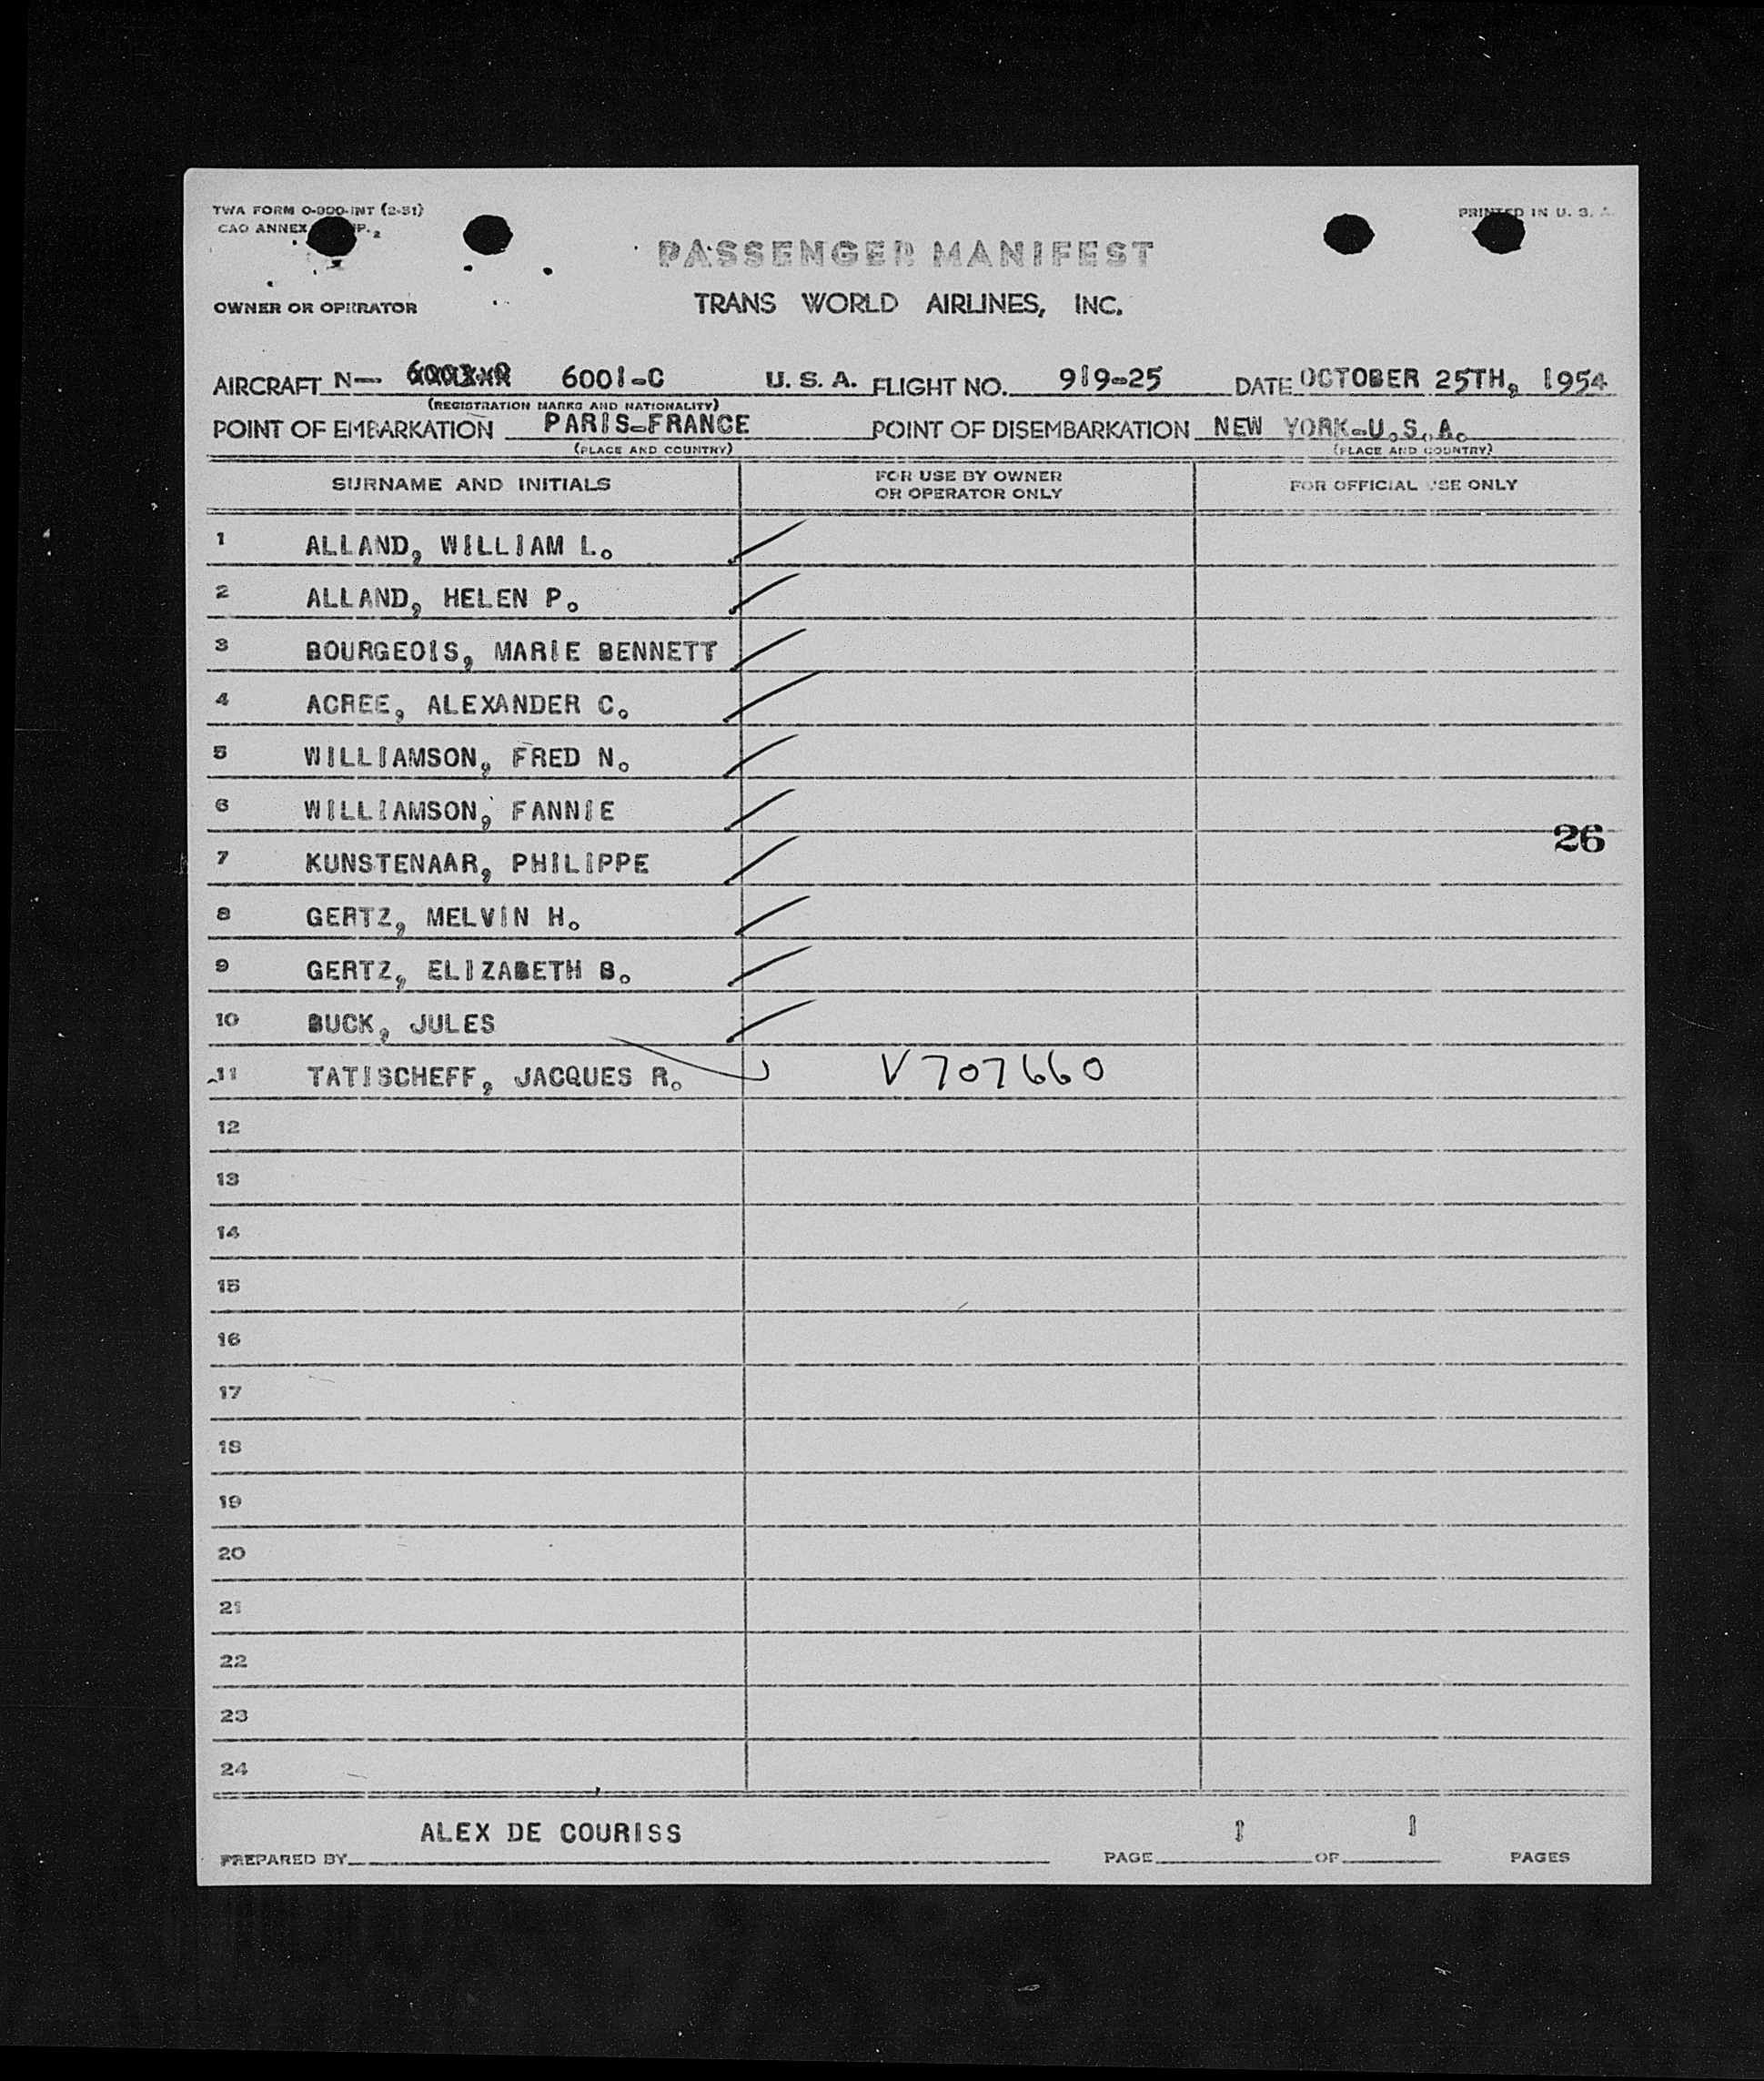 TWA FORM O-900-INT (2-51)
PRINTED IN U. S. A.
CAO ANNEX
PASSENGER MANIFEST
OWNER OR OPERATOR TRANS WORLD AIRLINES, INC.
AIRCRAFT N- 6001-C U. S. A. FLIGHT NO. 919-25 DATE OCTOBER 25TH, 1954
(REGISTRATION MARKS AND NATIONALITY)
POINT OF EMBARKATION PARIS-FRANCE POINT OF DISEMBARKATION NEW YORK-U.S.A.
(PLACE AND COUNTRY) (PLACE AND COUNTRY)
SURNAME AND INITIALS FOR USE BY OWNER OR OPERATOR ONLY FOR OFFICIAL USE ONLY
1 ALLAND, WILLIAM L.
2 ALLAND, HELEN P.
3 BOURGEOIS, MARIE BENNETT
4 ACREE, ALEXANDER C.
5 WILLIAMSON, FRED N.
6 WILLIAMSON, FANNIE
26
7 KUNSTENAAR, PHILIPPE
8 GERTZ, MELVIN H.
9 GERTZ, ELIZABETH B.
10 BUCK, JULES
11 TATISCHEFF, JACQUES R. V707660
12
13
14
15
16
17
18
19
20
21
22
23
24
ALEX DE COURISS 1 1
PREPARED BY PAGE OF PAGES